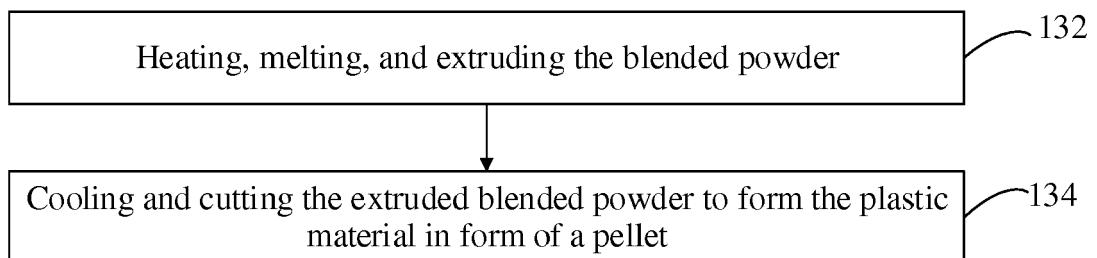 132
Heating, melting, and extruding the blended powder
134
Cooling and cutting the extruded blended powder to form the plastic
material in form of a pellet